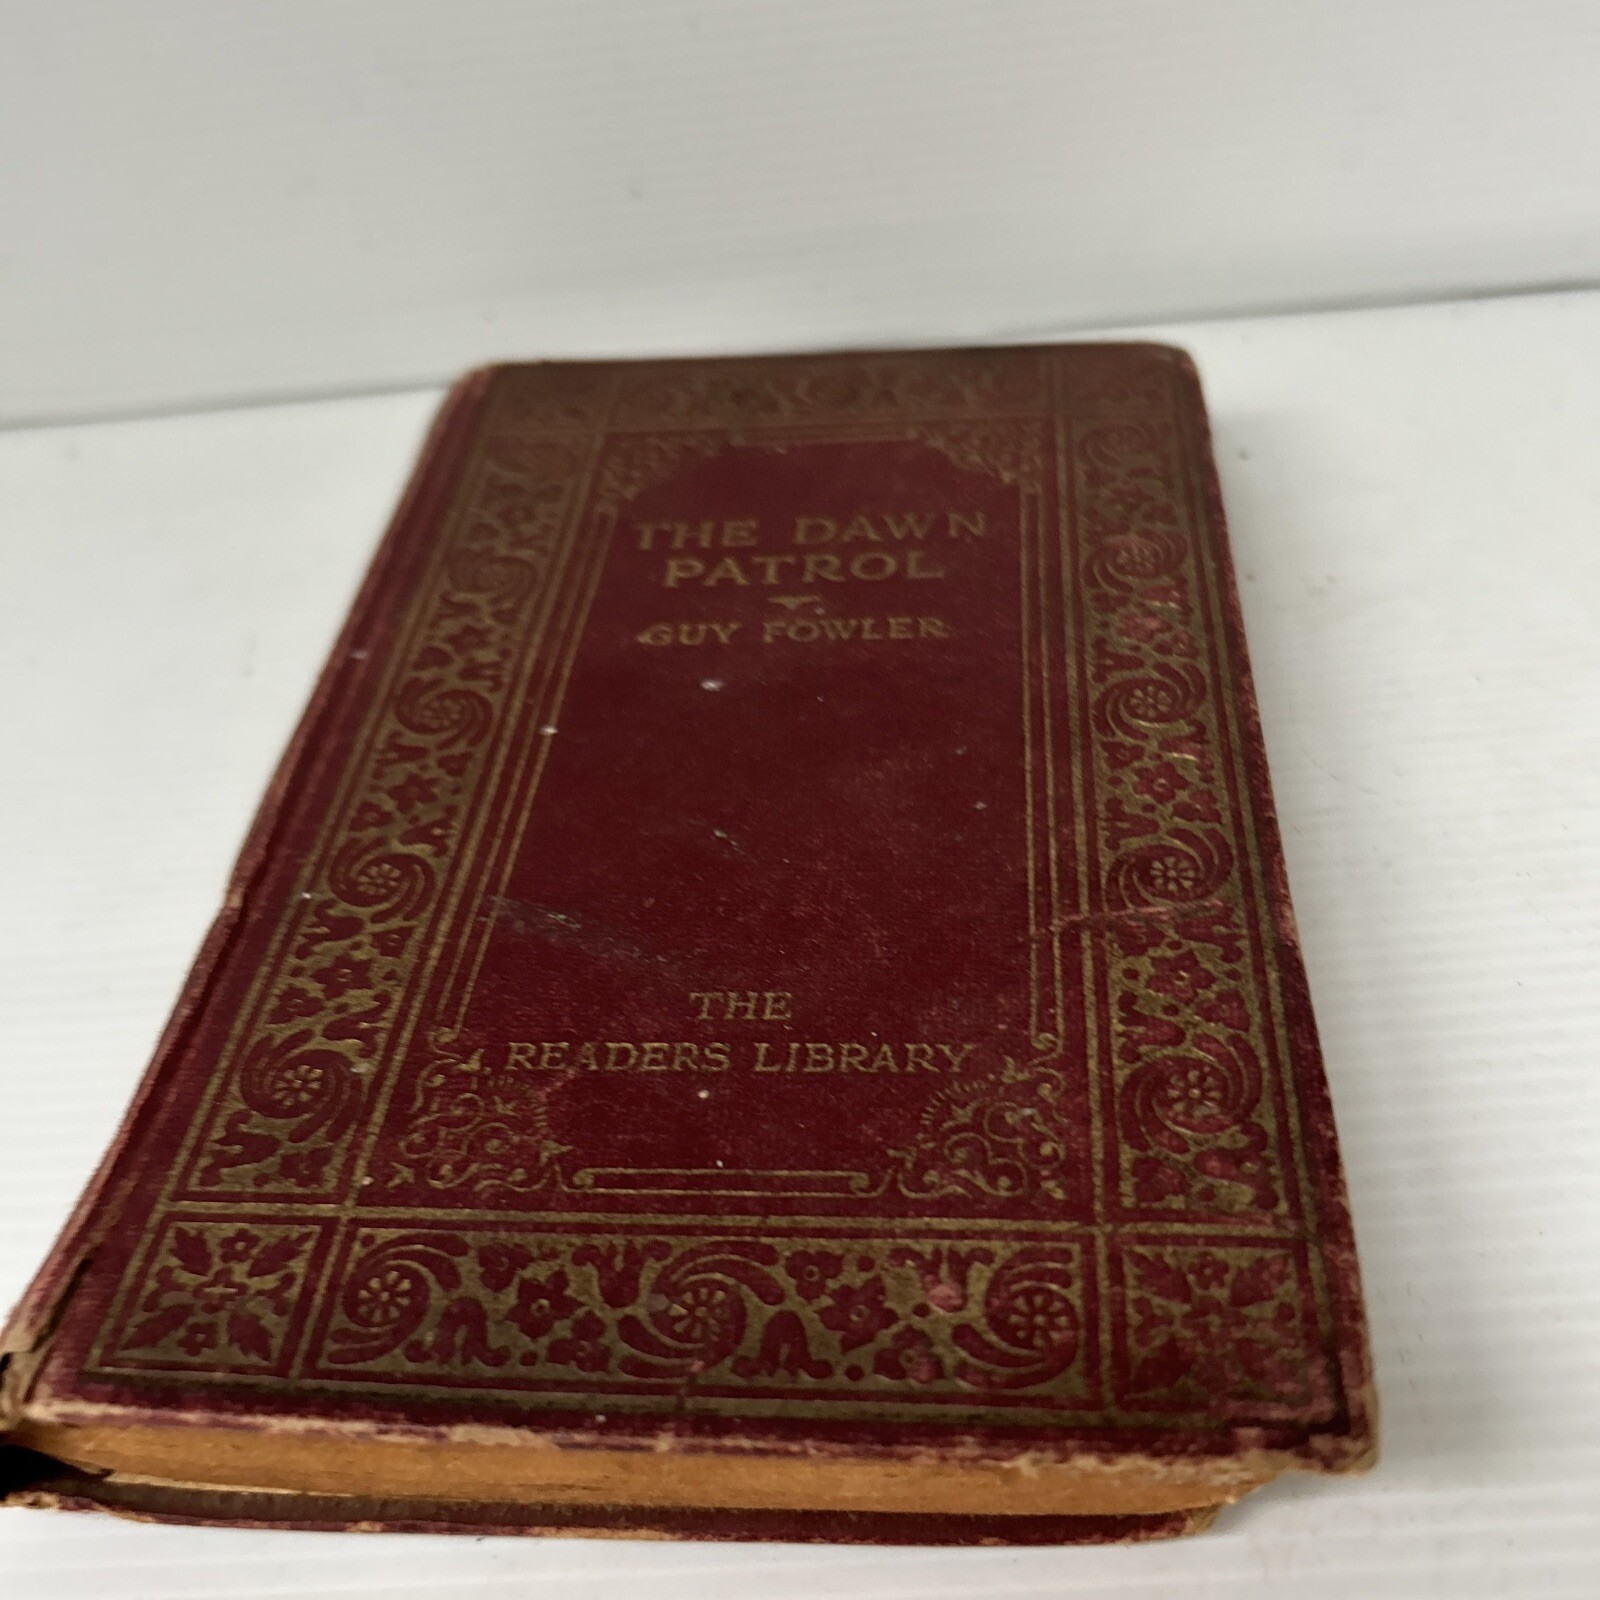 THE DAWN
PATROL
GUY FOWLER
THE
READERS LIBRARY